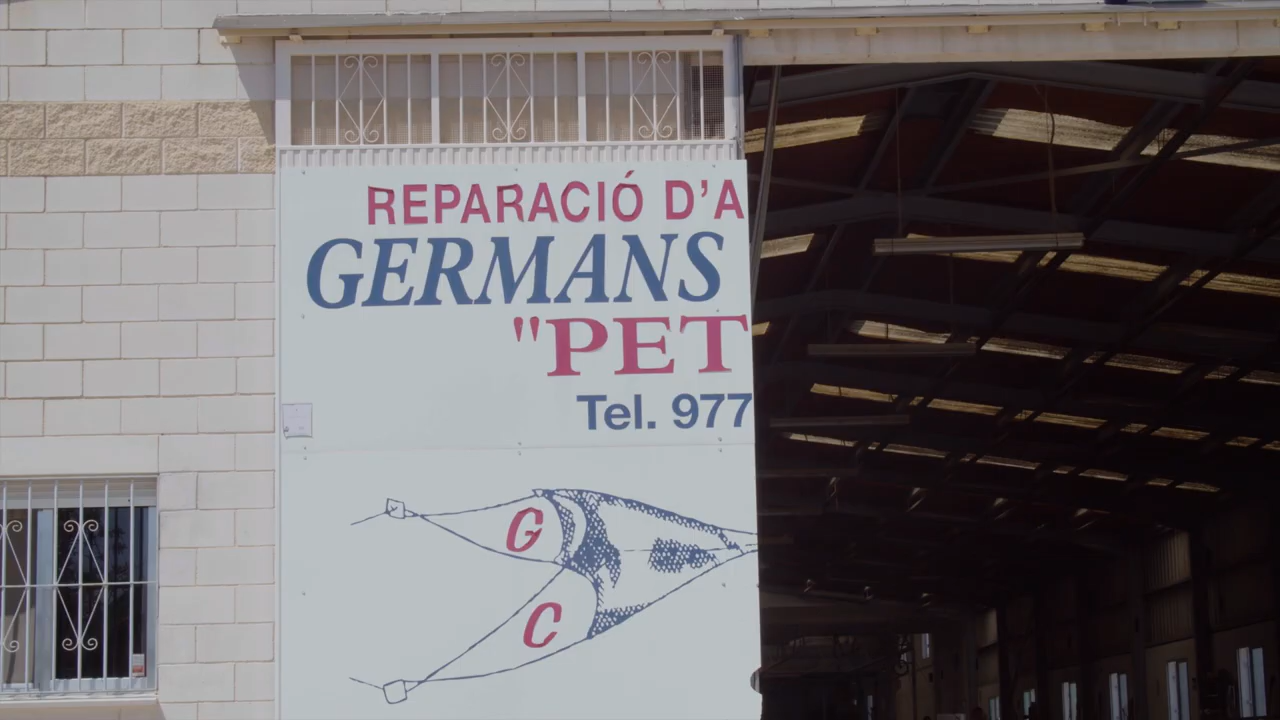 REPARACIÓ D'A
GERMANS
"PET
Tel. 977
G
C